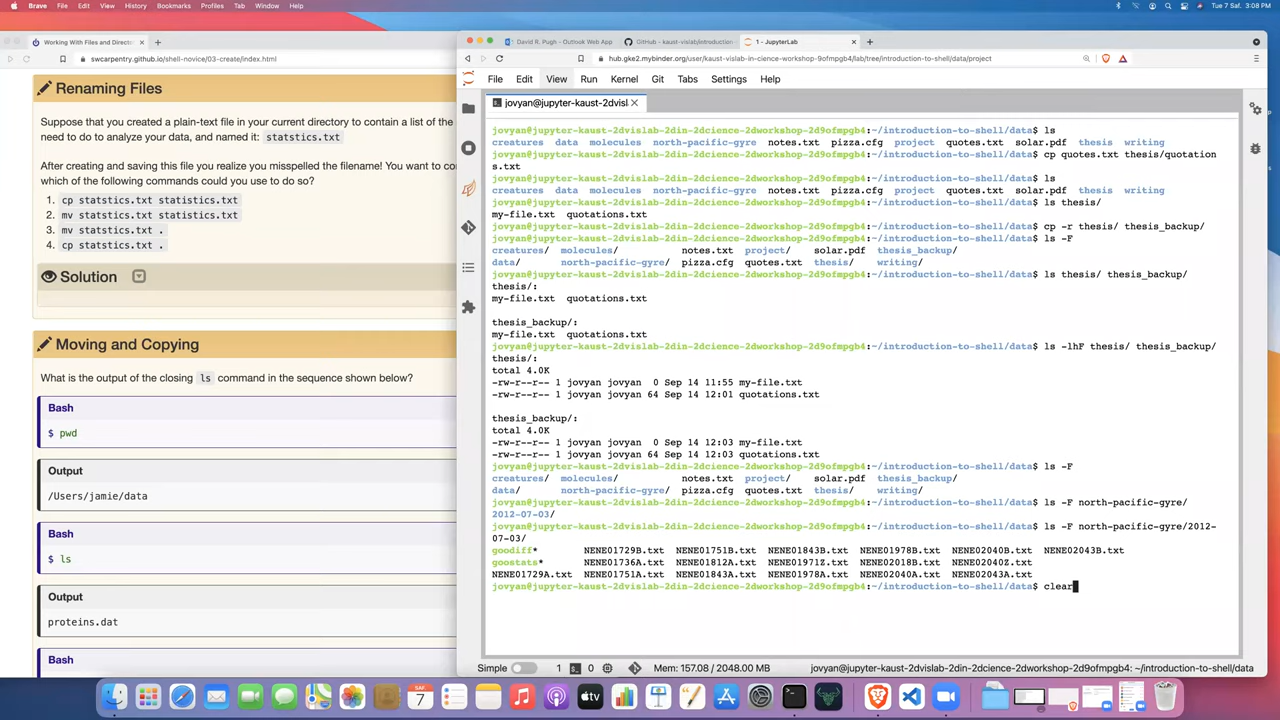 Brave File Edit View History Bookmarks Profiles Tab Window Help
Tue 7 Saf. 3:08 PM
Working With Files and Direct
swcarpentry.github.io/shell-novice/03-create/index.html
Renaming Files
Suppose that you created a plain-text file in your current directory to contain a list of the
need to do to analyze your data, and named it: statstics.txt
After creating and saving this file you realize you misspelled the filename! You want to cor
which of the following commands could you use to do so?
1. cp statstics.txt statistics.txt
2. mv statstics.txt statistics.txt
3. mv statstics.txt .
4. cp statstics.txt .
Solution
Moving and Copying
What is the output of the closing ls command in the sequence shown below?
Bash
$ pwd
Output
/Users/jamie/data
Bash
$ ls
Output
proteins.dat
Bash
David R. Pugh - Outlook Web App
GitHub - kaust-vislab/introduction
1 - JupyterLab
hub.gke2.mybinder.org/user/kaust-vislab-in-cience-workshop-9ofmpgb4/lab/tree/introduction-to-shell/data/project
File Edit View Run Kernel Git Tabs Settings Help
jovyan@jupyter-kaust-2dvisl
jovyan@jupyter-kaust-2dvislab-2din-2dcience-2dworkshop-2d9ofmpgb4:~/introduction-to-shell/data$ ls
creatures data molecules north-pacific-gyre notes.txt pizza.cfg project quotes.txt solar.pdf thesis writing
jovyan@jupyter-kaust-2dvislab-2din-2dcience-2dworkshop-2d9ofmpgb4:~/introduction-to-shell/data$ cp quotes.txt thesis/quotation
s.txt
jovyan@jupyter-kaust-2dvislab-2din-2dcience-2dworkshop-2d9ofmpgb4:~/introduction-to-shell/data$ ls
creatures data molecules north-pacific-gyre notes.txt pizza.cfg project quotes.txt solar.pdf thesis writing
jovyan@jupyter-kaust-2dvislab-2din-2dcience-2dworkshop-2d9ofmpgb4:~/introduction-to-shell/data$ ls thesis/
my-file.txt quotations.txt
jovyan@jupyter-kaust-2dvislab-2din-2dcience-2dworkshop-2d9ofmpgb4:~/introduction-to-shell/data$ cp -r thesis/ thesis_backup/
jovyan@jupyter-kaust-2dvislab-2din-2dcience-2dworkshop-2d9ofmpgb4:~/introduction-to-shell/data$ ls -F
creatures/ molecules/ notes.txt project/ solar.pdf thesis_backup/
data/ north-pacific-gyre/ pizza.cfg quotes.txt thesis/ writing/
jovyan@jupyter-kaust-2dvislab-2din-2dcience-2dworkshop-2d9ofmpgb4:~/introduction-to-shell/data$ ls thesis/ thesis_backup/
thesis/:
my-file.txt quotations.txt
thesis_backup/:
my-file.txt quotations.txt
jovyan@jupyter-kaust-2dvislab-2din-2dcience-2dworkshop-2d9ofmpgb4:~/introduction-to-shell/data$ ls -lhF thesis/ thesis_backup/
thesis/:
total 4.0K
-rw-r--r-- 1 jovyan jovyan 0 Sep 14 11:55 my-file.txt
-rw-r--r-- 1 jovyan jovyan 64 Sep 14 12:01 quotations.txt
thesis_backup/:
total 4.0K
-rw-r--r-- 1 jovyan jovyan 0 Sep 14 12:03 my-file.txt
-rw-r--r-- 1 jovyan jovyan 64 Sep 14 12:03 quotations.txt
jovyan@jupyter-kaust-2dvislab-2din-2dcience-2dworkshop-2d9ofmpgb4:~/introduction-to-shell/data$ ls -F
creatures/ molecules/ notes.txt project/ solar.pdf thesis_backup/
data/ north-pacific-gyre/ pizza.cfg quotes.txt thesis/ writing/
jovyan@jupyter-kaust-2dvislab-2din-2dcience-2dworkshop-2d9ofmpgb4:~/introduction-to-shell/data$ ls -F north-pacific-gyre/
2012-07-03/
jovyan@jupyter-kaust-2dvislab-2din-2dcience-2dworkshop-2d9ofmpgb4:~/introduction-to-shell/data$ ls -F north-pacific-gyre/2012-
07-03/
goodiff* NENE01729B.txt NENE01751B.txt NENE01843B.txt NENE01978B.txt NENE02040B.txt NENE02043B.txt
goostats* NENE01736A.txt NENE01812A.txt NENE01971Z.txt NENE02018B.txt NENE02040Z.txt
NENE01729A.txt NENE01751A.txt NENE01843A.txt NENE01978A.txt NENE02040A.txt NENE02043A.txt
jovyan@jupyter-kaust-2dvislab-2din-2dcience-2dworkshop-2d9ofmpgb4:~/introduction-to-shell/data$ clear
Simple 1 0 Mem: 157.08 / 2048.00 MB jovyan@jupyter-kaust-2dvislab-2din-2dcience-2dworkshop-2d9ofmpgb4: ~/introduction-to-shell/data